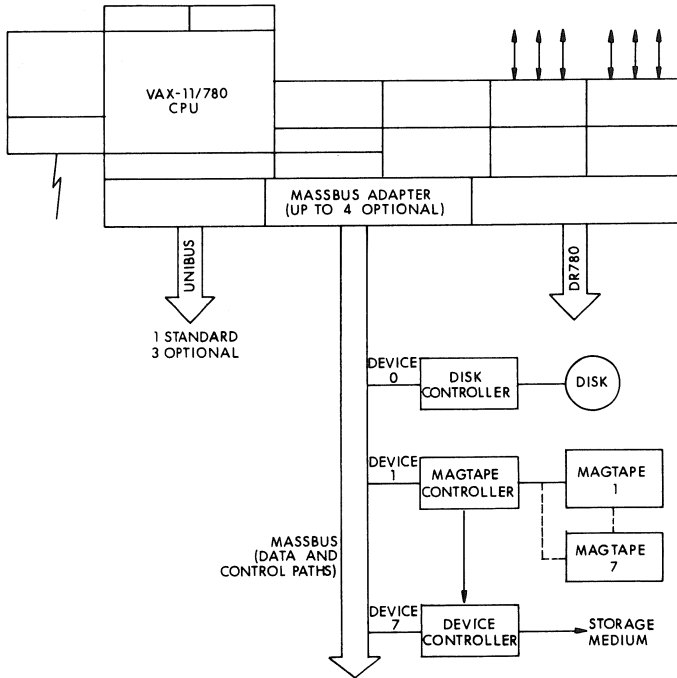 VAX-11/780
CPU
MASSBUS ADAPTER
(UP TO 4 OPTIONAL)
UNIBUS
DR780
1 STANDARD
3 OPTIONAL
DEVICE
0
DISK
CONTROLLER
DISK
DEVICE
1
MAGTAPE
CONTROLLER
MAGTAPE
1
MASSBUS
(DATA AND
CONTROL PATHS)
MAGTAPE
7
DEVICE
7
DEVICE
CONTROLLER
STORAGE
MEDIUM